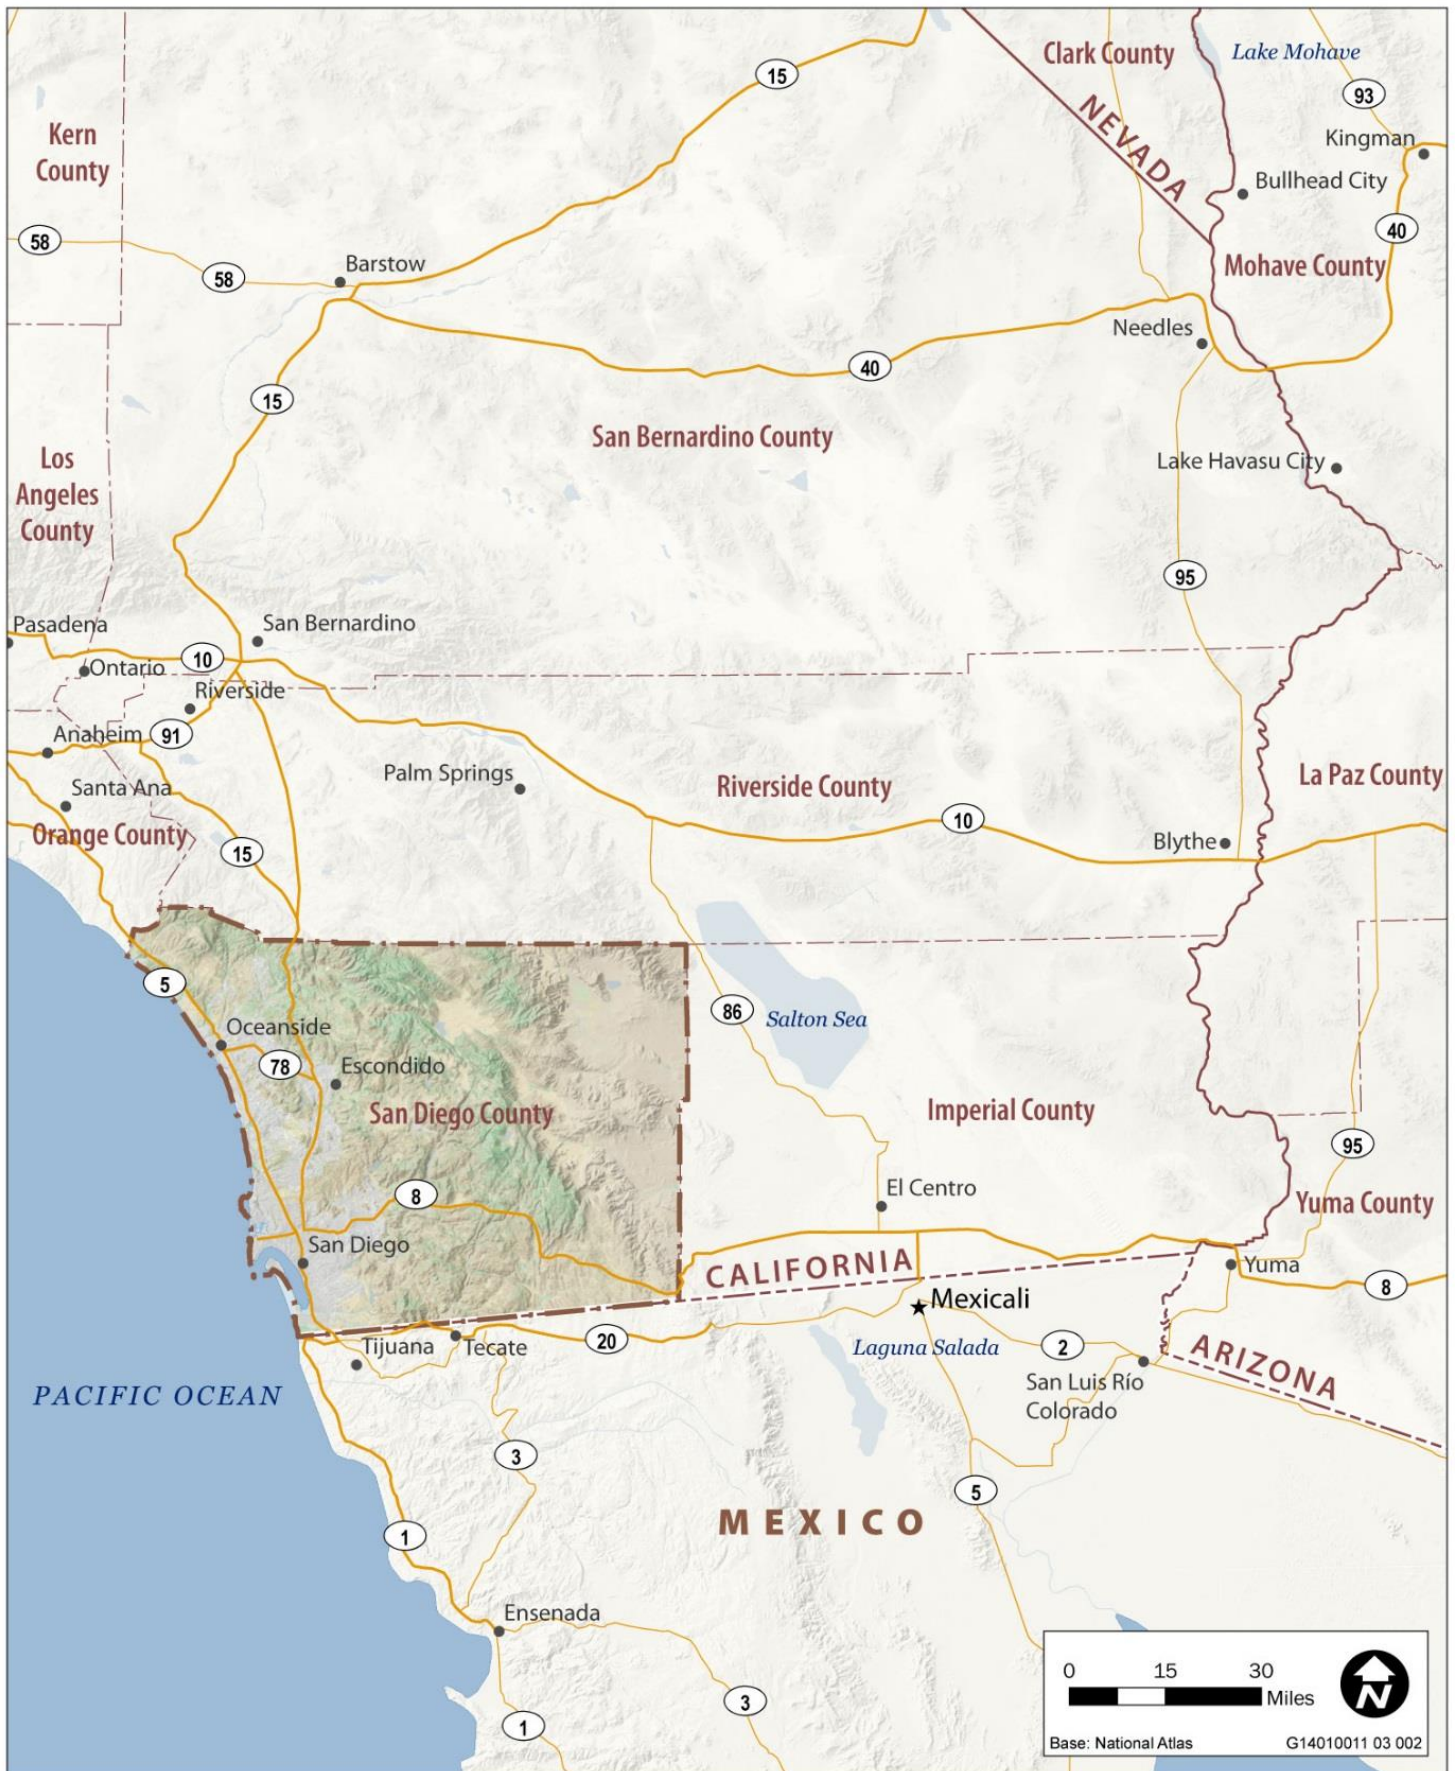 Clark County
Lake Mohave
15
93
NEVADA
Kern
County
Kingman
Bullhead City
58
40
58
Barstow
Mohave County
Needles
40
15
San Bernardino County
Los
Angeles
County
Lake Havasu City
95
Pasadena
San Bernardino
Ontario
10
Riverside
Anaheim
91
Palm Springs
Riverside County
La Paz County
Santa Ana
Orange County
10
15
Blythe
5
86
Salton Sea
Oceanside
78
Escondido
San Diego County
Imperial County
95
El Centro
8
Yuma County
San Diego
CALIFORNIA
Yuma
8
Mexicali
Tijuana
Tecate
20
Laguna Salada
2
ARIZONA
San Luis Río
Colorado
PACIFIC OCEAN
3
5
MEXICO
1
Ensenada
3
1
0 15 30
Miles
N
Base: National Atlas
G14010011 03 002